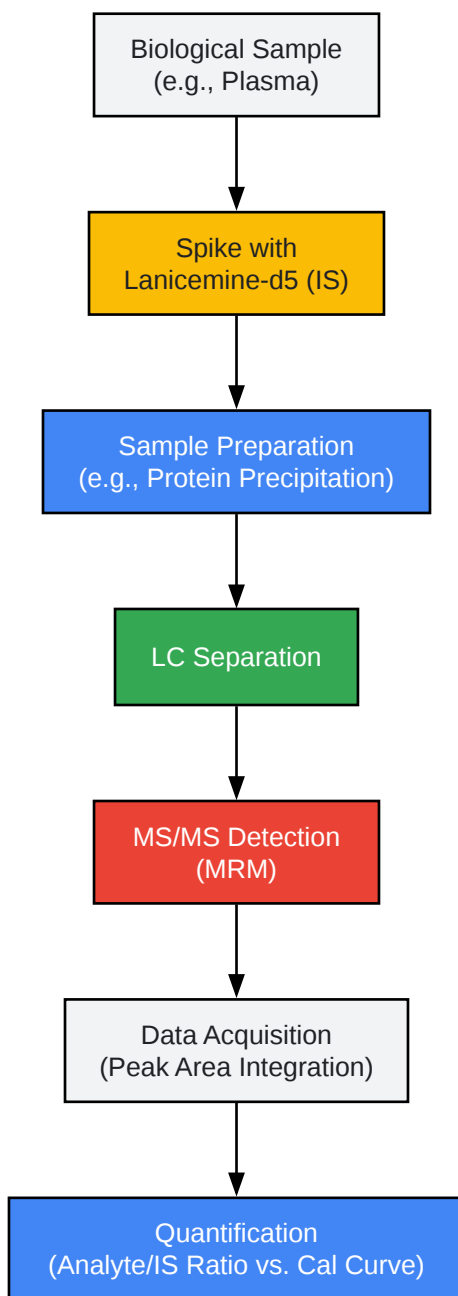 Biological Sample
(e.g., Plasma)
Spike with
Lanicemine-d5 (IS)
Sample Preparation
(e.g., Protein Precipitation)
LC Separation
MS/MS Detection
(MRM)
Data Acquisition
(Peak Area Integration)
Quantification
(Analyte/IS Ratio vs. Cal Curve)